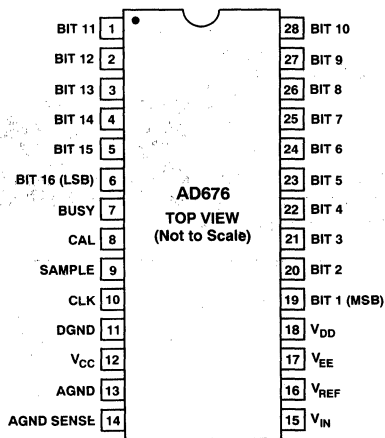 BIT 11 1 28 BIT 10
BIT 12 2 27 BIT 9
BIT 13 3 26 BIT 8
BIT 14 4 25 BIT 7
BIT 15 5 24 BIT 6
BIT 16 (LSB) 6 23 BIT 5
AD676
BUSY 7 22 BIT 4
TOP VIEW
(Not to Scale)
CAL 8 21 BIT 3
SAMPLE 9 20 BIT 2
CLK 10 19 BIT 1 (MSB)
DGND 11 18 VDD
VCC 12 17 VEE
AGND 13 16 VREF
AGND SENSE 14 15 VIN